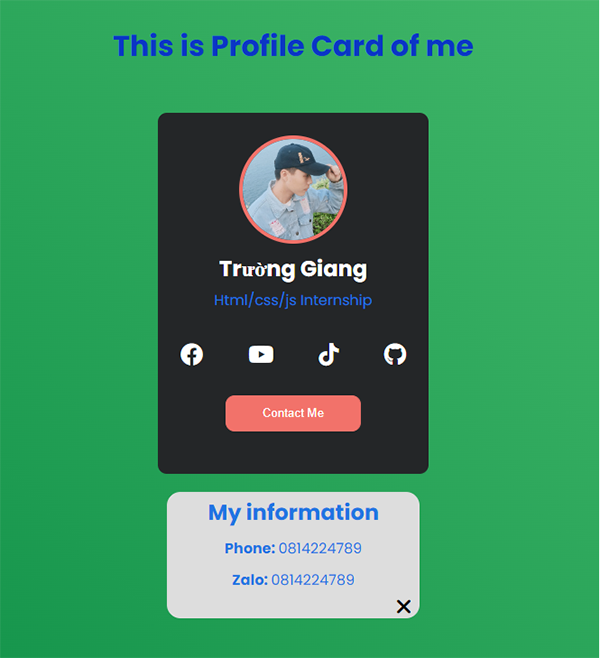 This is Profile Card of me
Trường Giang
Html/css/js Internship
Contact Me
My information
Phone: 0814224789
Zalo: 0814224789